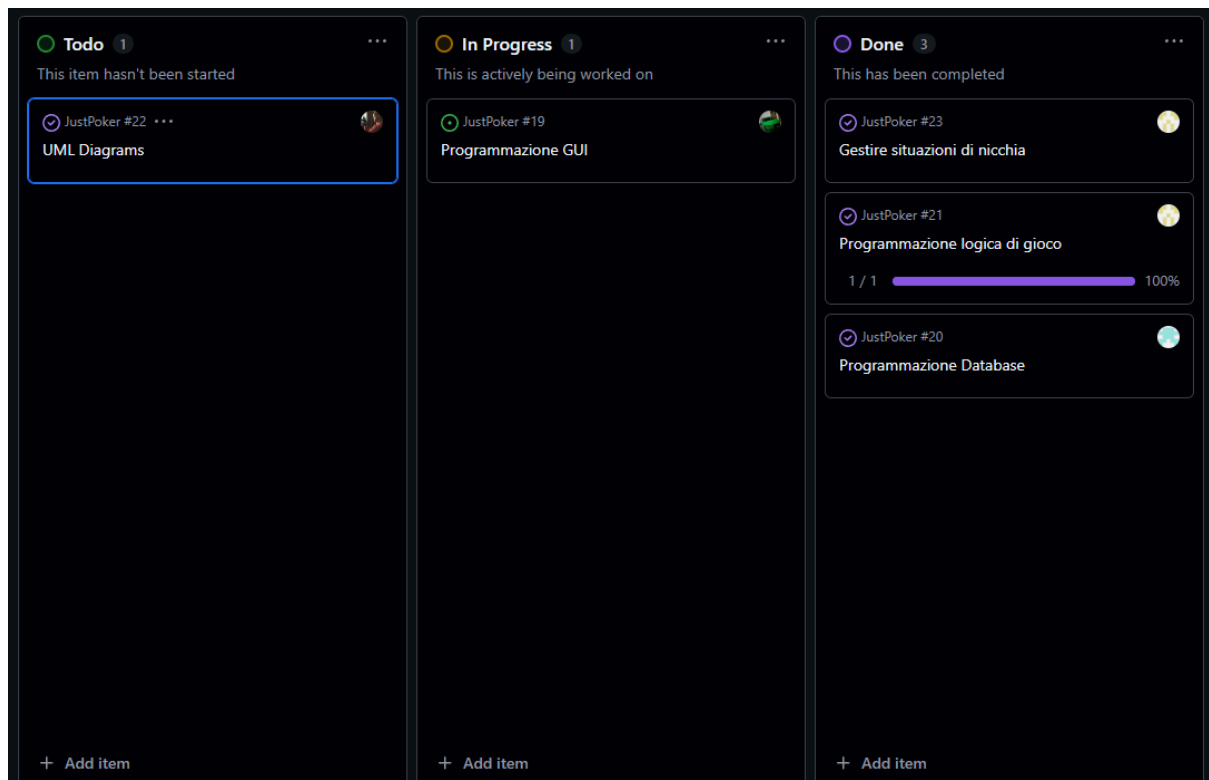 Todo 1
This item hasn't been started
JustPoker #22
UML Diagrams
Add item
In Progress 1
This is actively being worked on
JustPoker #19
Programmazione GUI
Add item
Done 3
This has been completed
JustPoker #23
Gestire situazioni di nicchia
JustPoker #21
Programmazione logica di gioco
1 / 1 100%
JustPoker #20
Programmazione Database
Add item